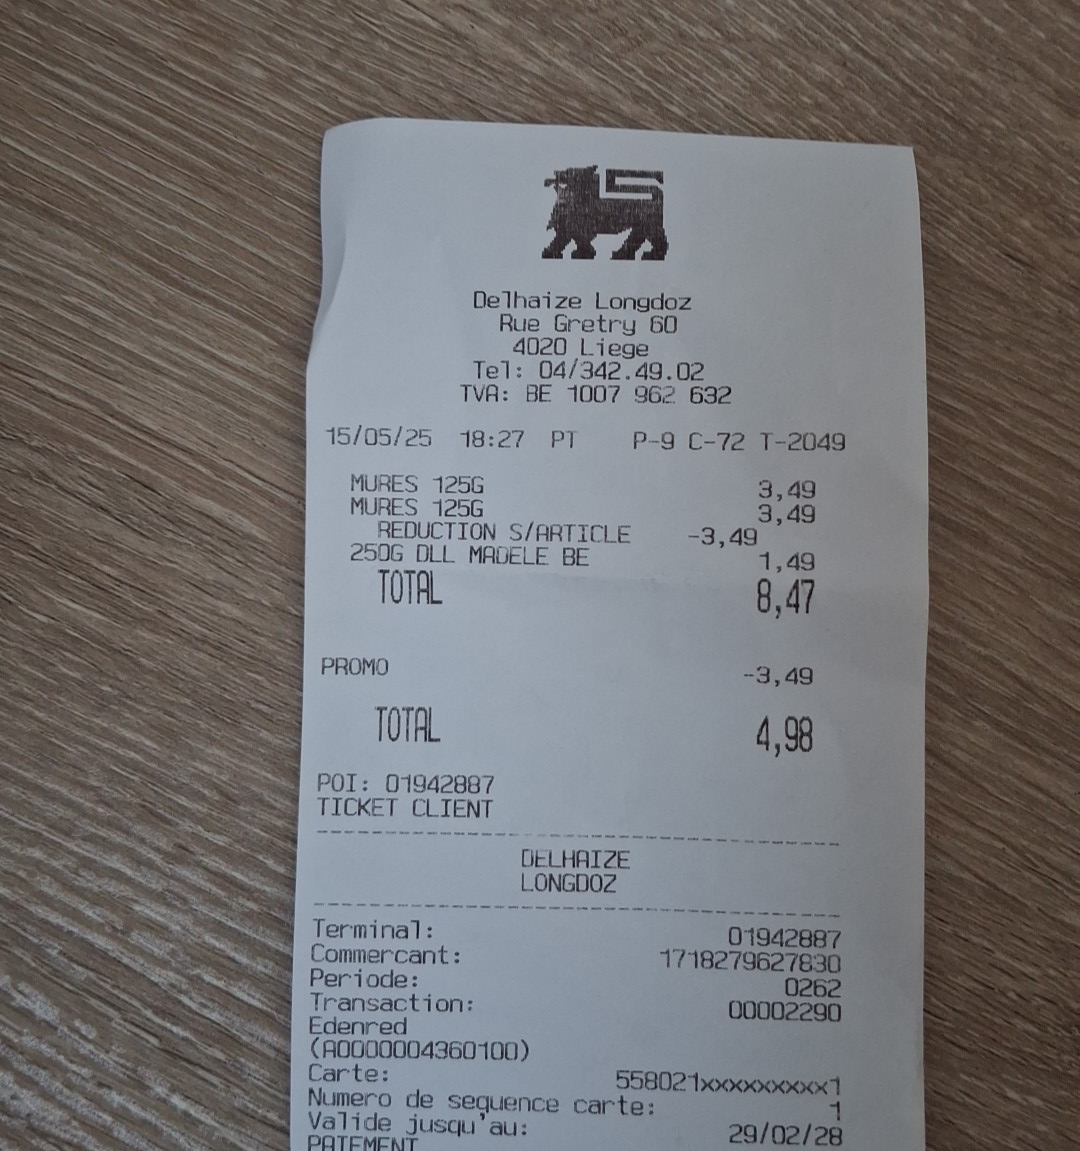 Delhaize Longdoz
Rue Gretry 60
4020 Liege
Tel: 04/342.49.02
TVA: BE 1007 962 632
15/05/25 18:27 PT P-9 C-72 T-2049
MURES 125G 3,49
MURES 125G 3,49
REDUCTION S/ARTICLE -3,49
250G DLL MADELE BE 1,49
TOTAL 8,47
PROMO -3,49
TOTAL 4,98
POI: 01942887
TICKET CLIENT
DELHAIZE
LONGDOZ
Terminal: 01942887
Commercant: 1718279627830
Periode: 0262
Transaction: 00002290
Edenred
(A0000004360100)
Carte: 558021xxxxxxxxxx1
Numero de sequence carte: 1
Valide jusqu'au: 29/02/28
PAIEMENT